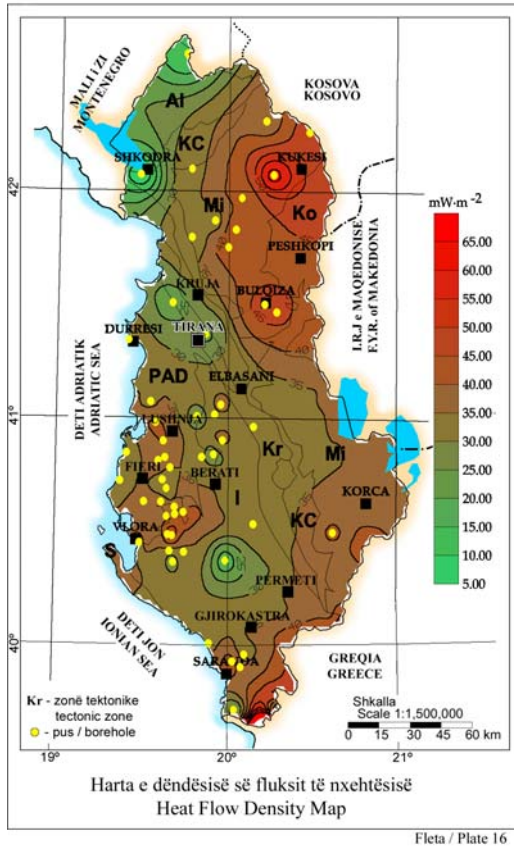 MALI i ZI
MONTENEGRO
KOSOVA
KOSOVO
Al
KC
SHKODRA
KUKESI
Mi
Ko
PESHKOPI
KRUJA
BULQIZA
DURRESI
TIRANA
I.R.J e MAQEDONISE
F.Y.R. of MAKEDONIA
DETI ADRIATIK
ADRIATIC SEA
PAD
ELBASANI
LUSHNJA
Kr
Mi
FIERI
BERATI
I
KC
KORCA
VLORA
S
PERMETI
GJIROKASTRA
DETI JON
IONIAN SEA
GREQIA
GREECE
42°
41°
40°
19°
20°
21°
mW·m -2
65.00
60.00
55.00
50.00
45.00
40.00
35.00
30.00
25.00
20.00
15.00
10.00
5.00
Kr - zonë tektonike
tectonic zone
- pus / borehole
Shkalla
Scale 1:1,500,000
0 15 30 45 60 km
Harta e dëndësisë së fluksit të nxehtësisë
Heat Flow Density Map
Fleta / Plate 16